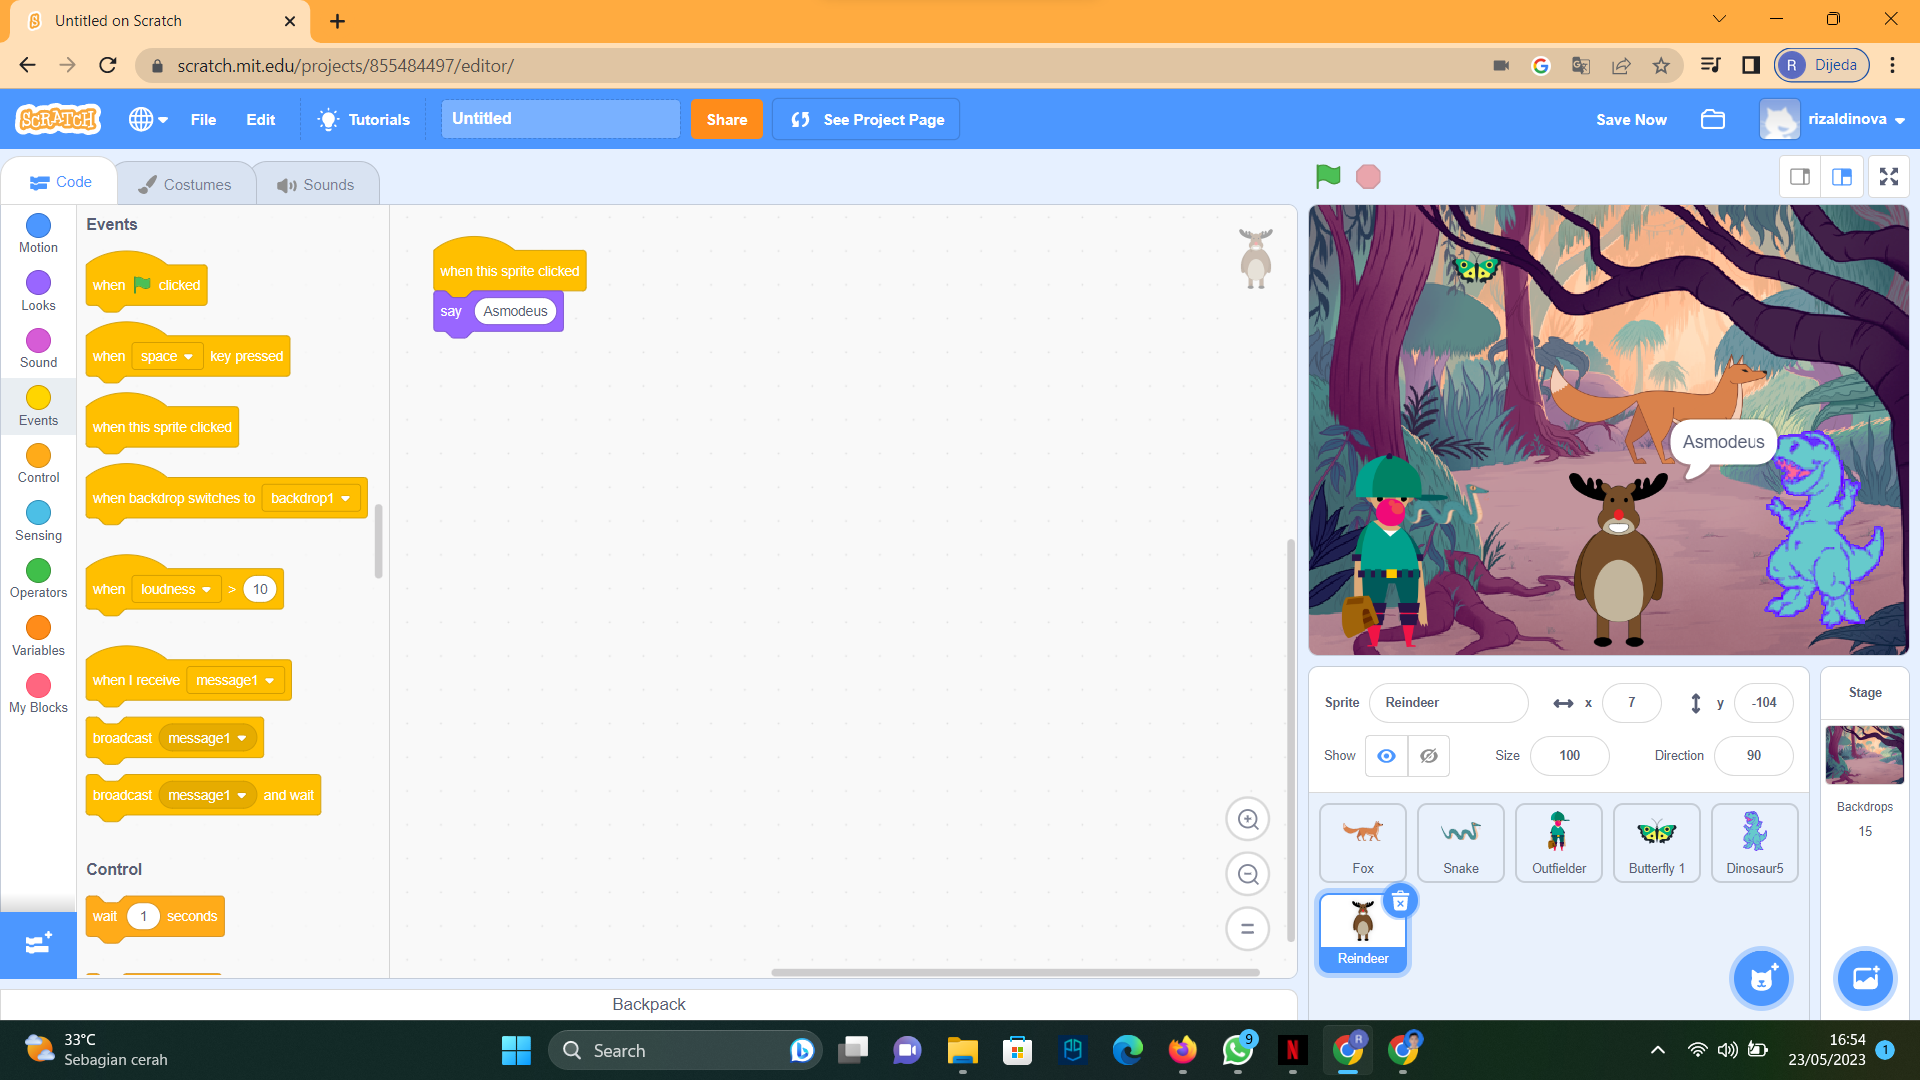 Untitled on Scratch
scratch.mit.edu/projects/855484497/editor/
R Dijeda
SCRATCH File Edit Tutorials Untitled Share See Project Page Save Now rizaldinova
Code Costumes Sounds
Motion
Looks
Sound
Events
Control
Sensing
Operators
Variables
My Blocks
Events
when clicked
when space key pressed
when this sprite clicked
when backdrop switches to backdrop1
when loudness > 10
when I receive message1
broadcast message1
broadcast message1 and wait
Control
wait 1 seconds
when this sprite clicked
say Asmodeus
Asmodeus
Sprite Reindeer x 7 y -104
Show Size 100 Direction 90
Fox Snake Outfielder Butterfly 1 Dinosaur5
Reindeer
Stage
Backdrops
15
Backpack
33°C
Sebagian cerah
Search
9
N
R
16:54
23/05/2023
1